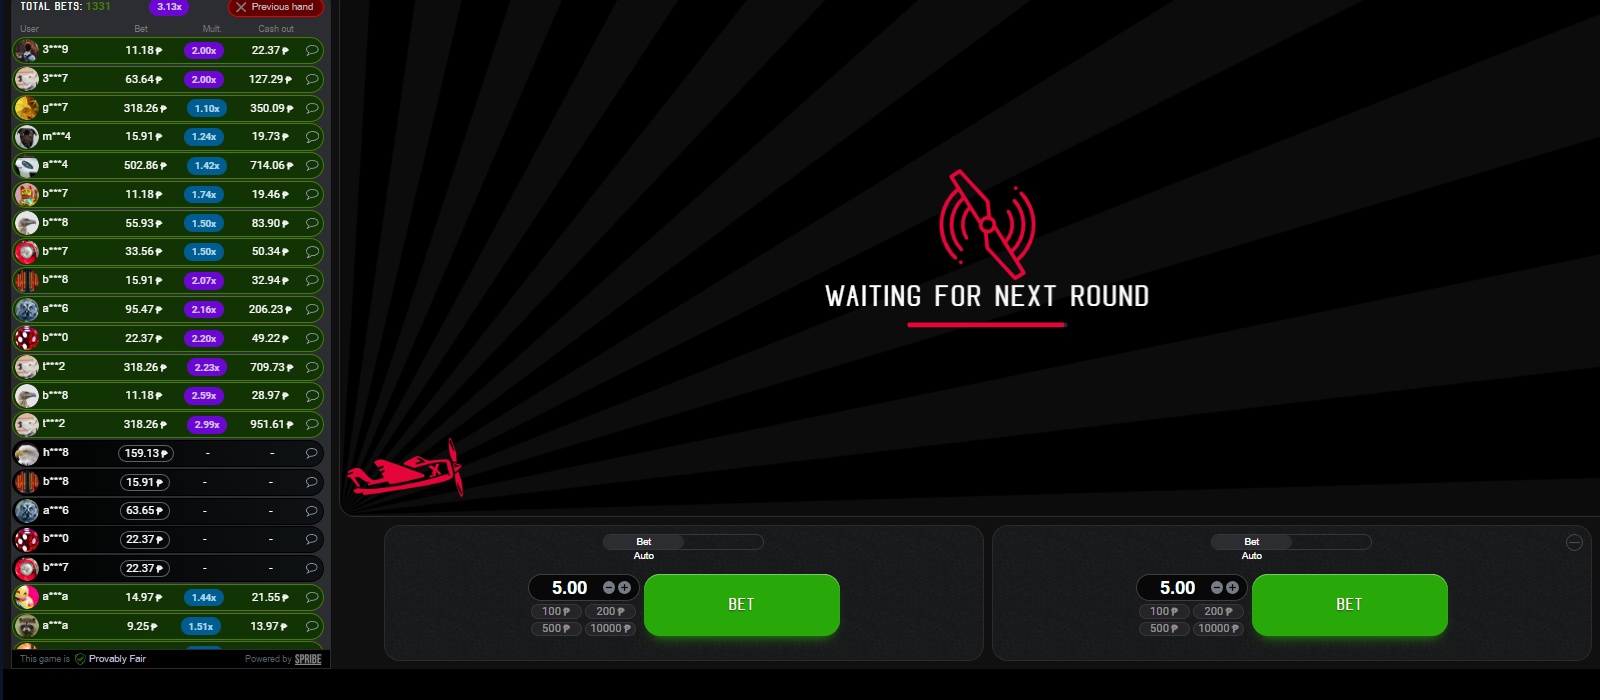 TOTAL BETS: 1331 3.13x Previous hand
User Bet Mult. Cash out
3***9 11.18₱ 2.00x 22.37₱
3***7 63.64₱ 2.00x 127.29₱
g***7 318.26₱ 1.10x 350.09₱
m***4 15.91₱ 1.24x 19.73₱
a***4 502.86₱ 1.42x 714.06₱
b***7 11.18₱ 1.74x 19.46₱
b***8 55.93₱ 1.50x 83.90₱
b***7 33.56₱ 1.50x 50.34₱
b***8 15.91₱ 2.07x 32.94₱
a***6 95.47₱ 2.16x 206.23₱
b***0 22.37₱ 2.20x 49.22₱
t***2 318.26₱ 2.23x 709.73₱
b***8 11.18₱ 2.59x 28.97₱
t***2 318.26₱ 2.99x 951.61₱
h***8 159.13₱ - -
b***8 15.91₱ - -
a***6 63.65₱ - -
b***0 22.37₱ - -
b***7 22.37₱ - -
a***a 14.97₱ 1.44x 21.55₱
a***a 9.25₱ 1.51x 13.97₱
This game is Provably Fair Powered by SPRIBE
WAITING FOR NEXT ROUND
X
Bet
Auto
5.00
100₱ 200₱
500₱ 10000₱
BET
Bet
Auto
5.00
100₱ 200₱
500₱ 10000₱
BET